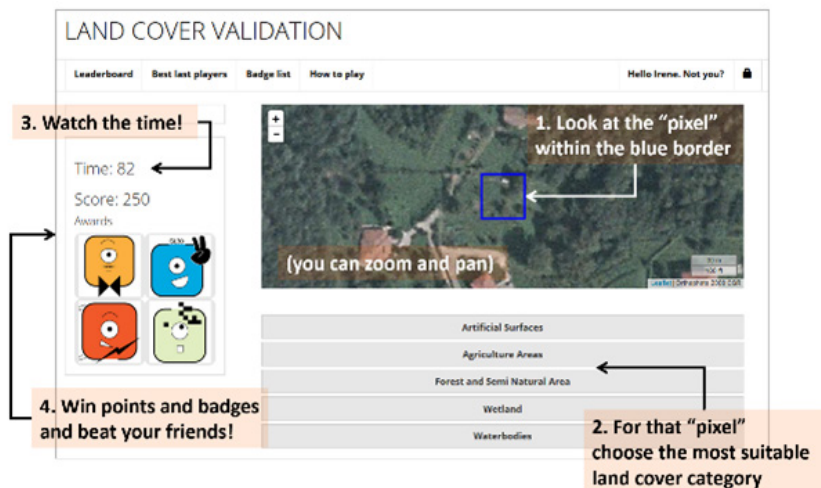 LAND COVER VALIDATION
Leaderboard Best last players Badge list How to play Hello Irene. Not you?
3. Watch the time!
Time: 82
Score: 250
Awards
+
-
1. Look at the “pixel”
within the blue border
(you can zoom and pan)
Artificial Surfaces
Agriculture Areas
Forest and Semi Natural Area
Wetland
Waterbodies
4. Win points and badges
and beat your friends!
2. For that “pixel”
choose the most suitable
land cover category